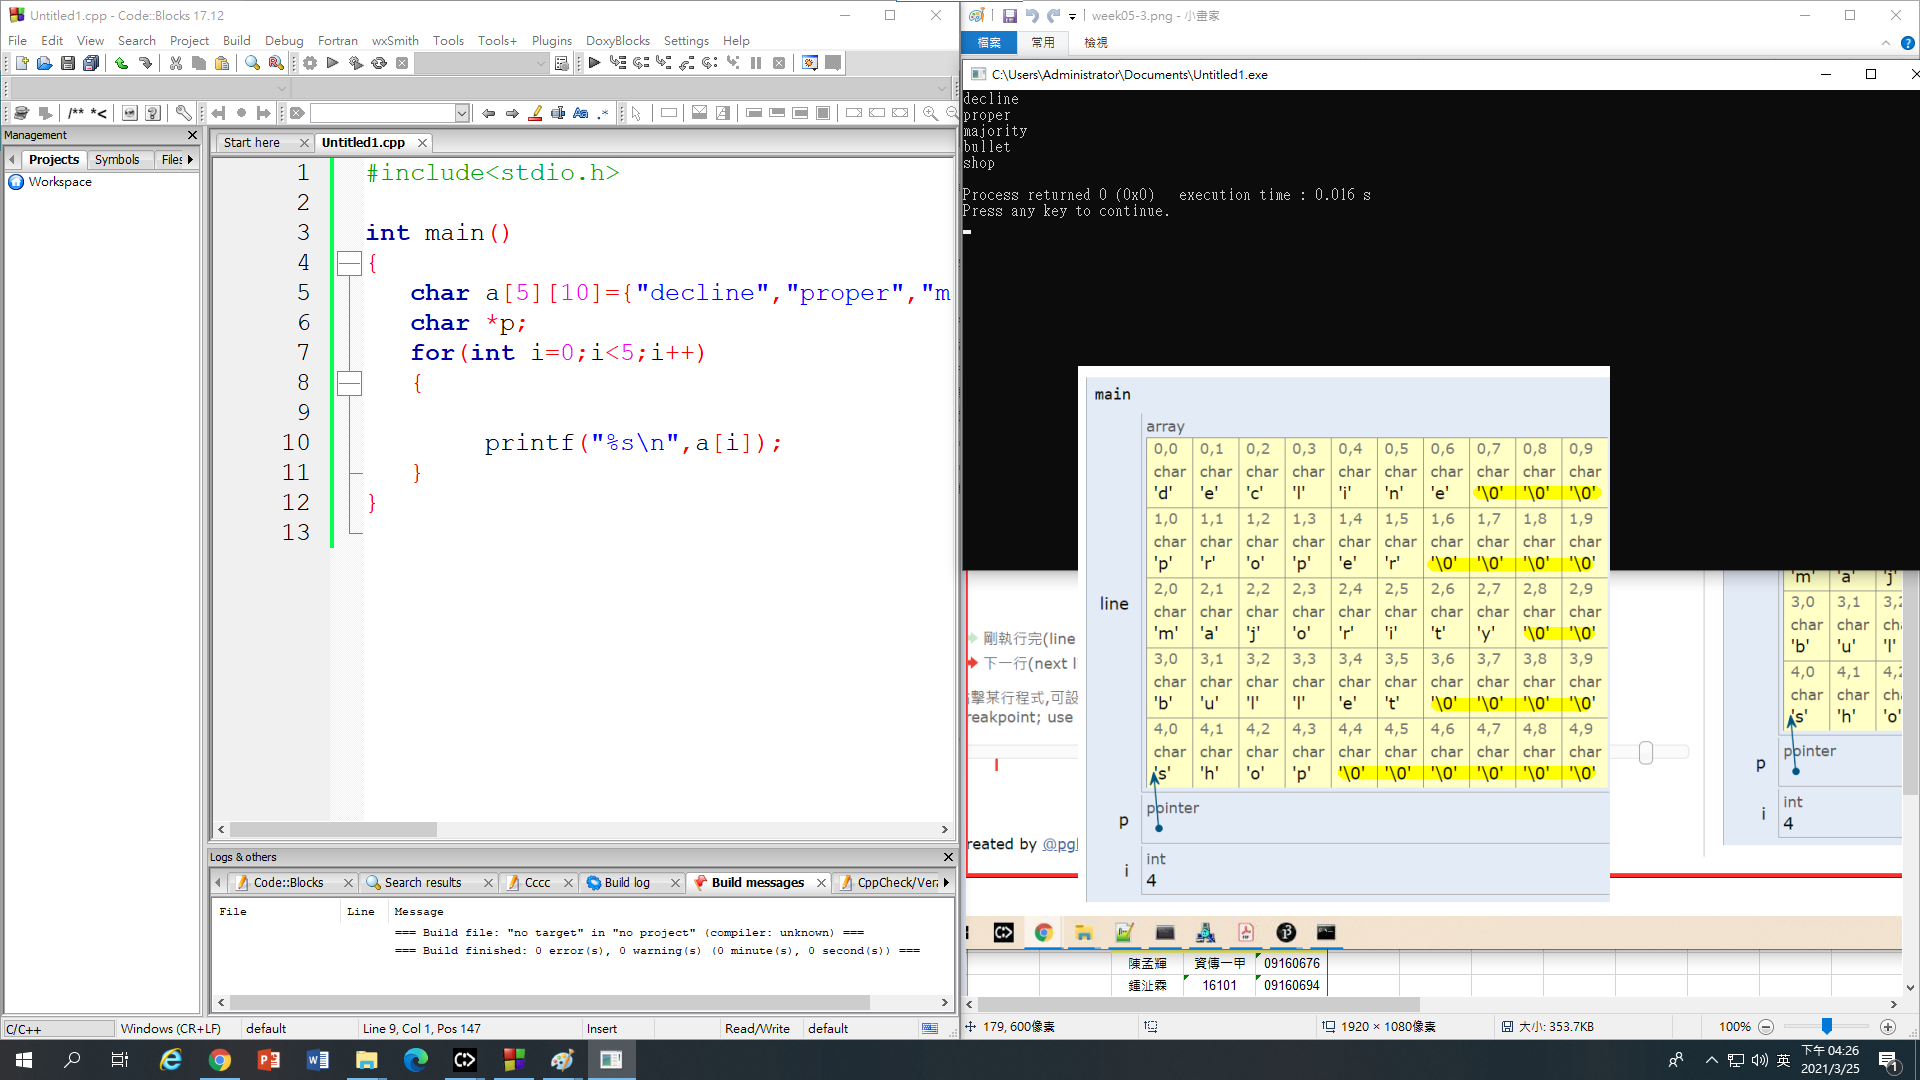 Untitled1.cpp - Code::Blocks 17.12
File Edit View Search Project Build Debug Fortran wxSmith Tools Tools+ Plugins DoxyBlocks Settings Help
/** *<
Management
Projects Symbols Files
Workspace
Start here
Untitled1.cpp
1 #include<stdio.h>
2
3 int main()
4 {
5 char a[5][10]={"decline","proper","m
6 char *p;
7 for(int i=0;i<5;i++)
8 {
9
10 printf("%s\n",a[i]);
11 }
12 }
13
Logs & others
Code::Blocks Search results Cccc Build log Build messages CppCheck/Vera
File Line Message
=== Build file: "no target" in "no project" (compiler: unknown) ===
=== Build finished: 0 error(s), 0 warning(s) (0 minute(s), 0 second(s)) ===
C/C++ Windows (CR+LF) default Line 9, Col 1, Pos 147 Insert Read/Write default
week05-3.png - 小畫家
檔案 常用 檢視
C:\Users\Administrator\Documents\Untitled1.exe
decline
proper
majority
bullet
shop
Process returned 0 (0x0) execution time : 0.016 s
Press any key to continue.
main
array
0,0 0,1 0,2 0,3 0,4 0,5 0,6 0,7 0,8 0,9
char char char char char char char char char char
'd' 'e' 'c' 'l' 'i' 'n' 'e' '\0' '\0' '\0'
1,0 1,1 1,2 1,3 1,4 1,5 1,6 1,7 1,8 1,9
char char char char char char char char char char
'p' 'r' 'o' 'p' 'e' 'r' '\0' '\0' '\0' '\0'
line
2,0 2,1 2,2 2,3 2,4 2,5 2,6 2,7 2,8 2,9
char char char char char char char char char char
'm' 'a' 'j' 'o' 'r' 'i' 't' 'y' '\0' '\0'
3,0 3,1 3,2 3,3 3,4 3,5 3,6 3,7 3,8 3,9
char char char char char char char char char char
'b' 'u' 'l' 'l' 'e' 't' '\0' '\0' '\0' '\0'
4,0 4,1 4,2 4,3 4,4 4,5 4,6 4,7 4,8 4,9
char char char char char char char char char char
's' 'h' 'o' 'p' '\0' '\0' '\0' '\0' '\0' '\0'
p pointer
i int
4
剛執行完(line
下一行(next l
擊某行程式,可設
reakpoint; use
reated by @pgl
'm' 'a' 'j'
3,0 3,1 3,2
char char
'b' 'u' 'l'
4,0 4,1 4,2
char char
's' 'h' 'o'
p pointer
i int
4
陳孟輝 資傳一甲 09160676
鍾沚霖 16101 09160694
179, 600像素 1920 × 1080像素 大小: 353.7KB 100%
英
下午 04:26
2021/3/25
1